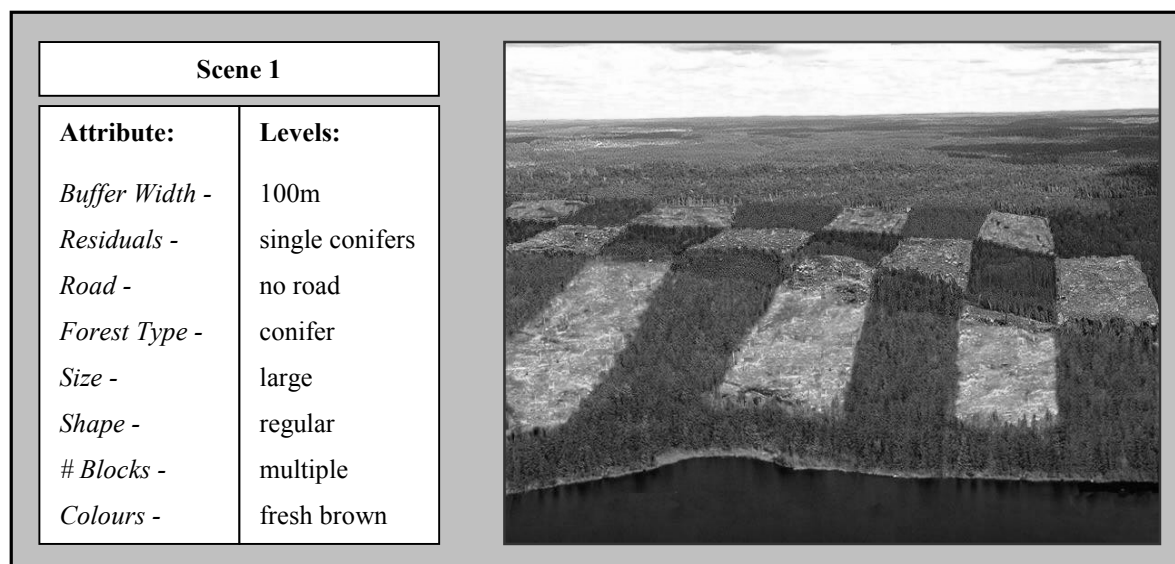 Scene 1
Attribute: Levels:
Buffer Width - 100m
Residuals - single conifers
Road - no road
Forest Type - conifer
Size - large
Shape - regular
# Blocks - multiple
Colours - fresh brown